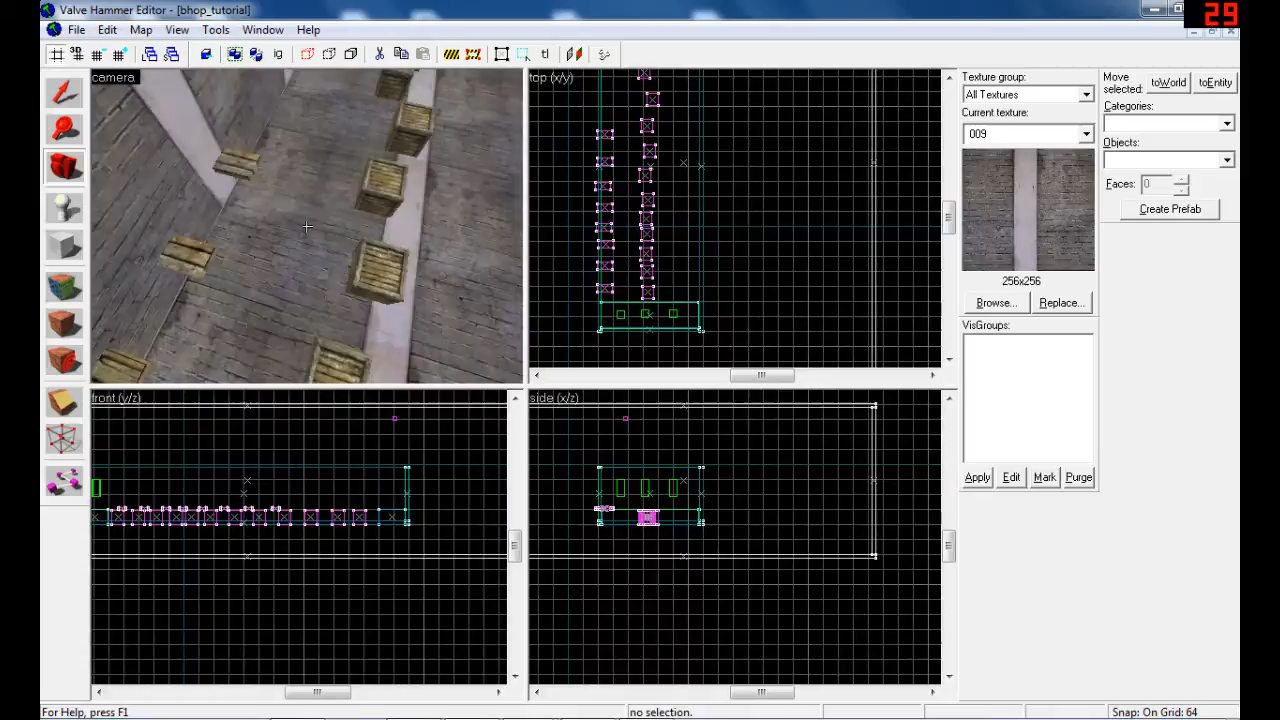 Valve Hammer Editor - [bhop_tutorial]
29
File Edit Map View Tools Window Help
camera
top (x/y)
front (y/z)
side (x/z)
Texture group:
All Textures
Current texture:
009
256x256
Browse... Replace...
VisGroups:
Apply Edit Mark Purge
Move selected:
toWorld toEntity
Categories:
Objects:
Faces: 0
Create Prefab
For Help, press F1
no selection.
Snap: On Grid: 64